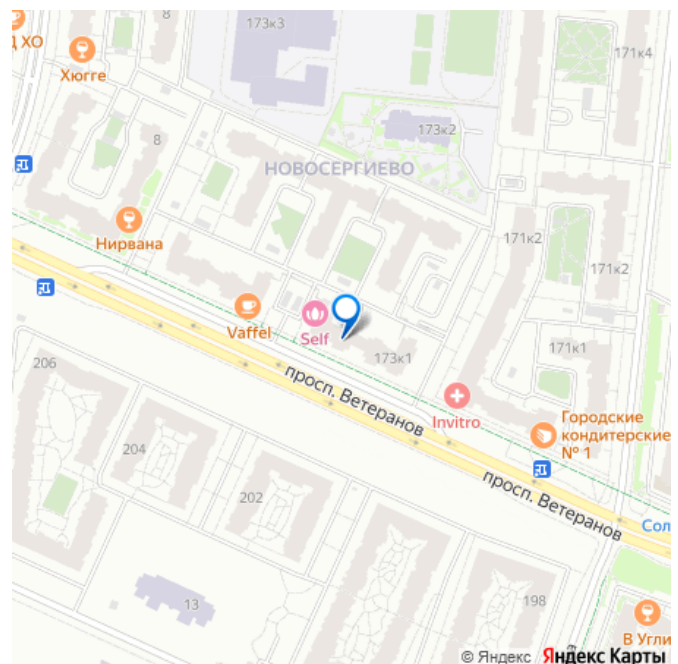 173к3
8
Д ХО
Хюгге
171к4
173к2
8
НОВОСЕРГИЕВО
Нирвана
171к2
171к2
Vaffel
Self
173к1
171к1
206
просп. Ветеранов
Invitro
Городские
кондитерские
№ 1
204
202
просп. Ветеранов
Сол
13
198
В Угли
© Яндекс Яндекс Карты